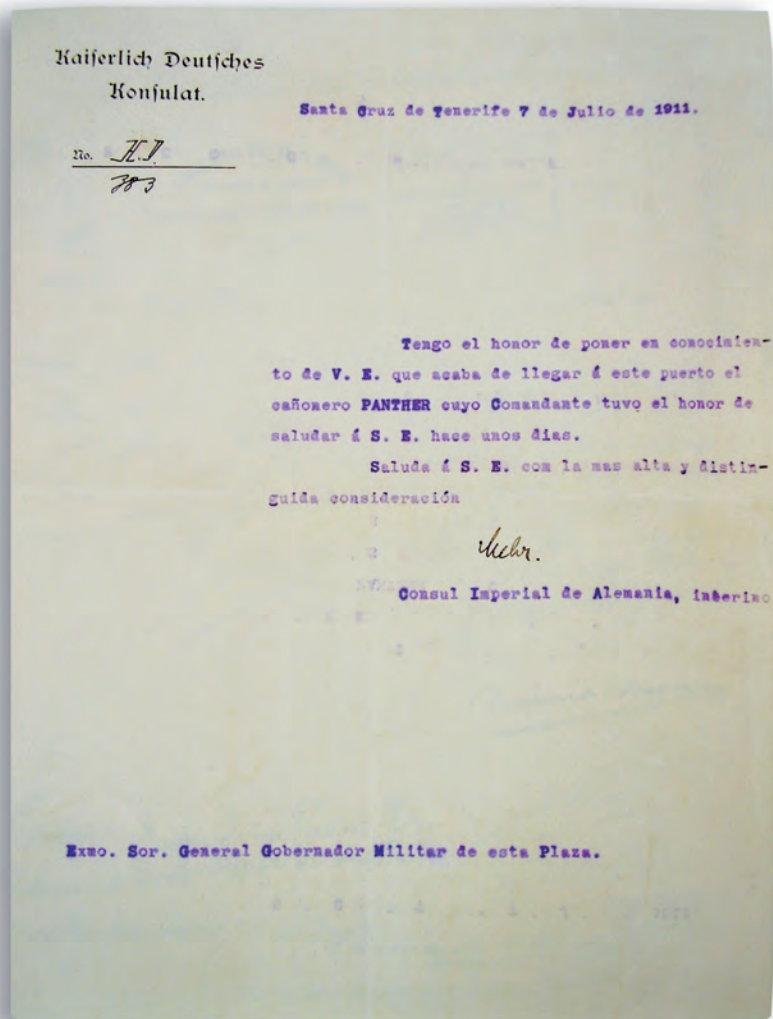 Kaiserlich Deutsches
Konsulat.
Santa Cruz de Tenerife 7 de Julio de 1911.
No.
383
Tengo el honor de poner en conocimien-
to de V. E. que acaba de llegar á este puerto el
cañonero PANTHER cuyo Comandante tuvo el honor de
saludar á S. E. hace unos dias.
Saluda á S. E. con la mas alta y distin-
guida consideración
Consul Imperial de Alemania, interino
Exmo. Sor. General Gobernador Militar de esta Plaza.